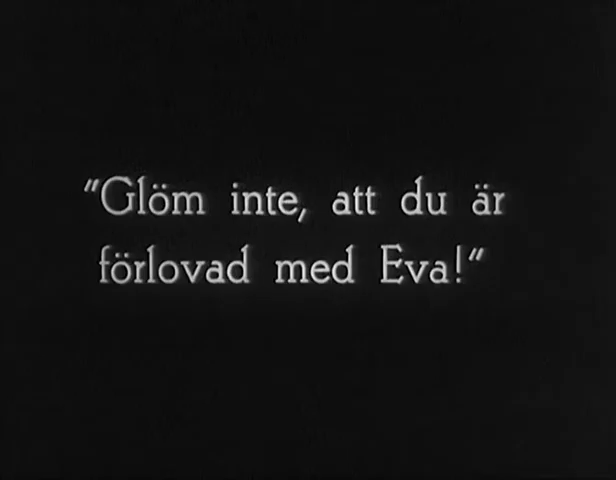 "Glöm inte, att du är
förlovad med Eva!"